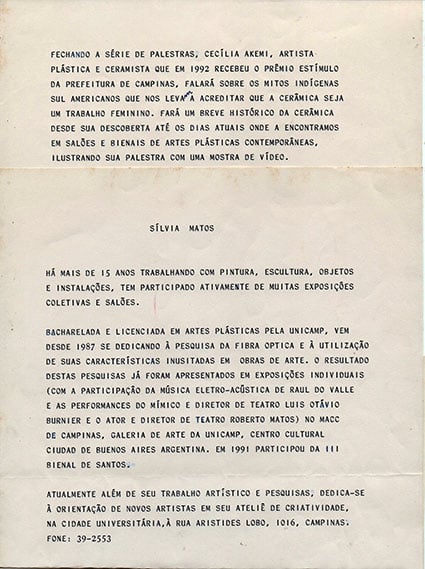 FECHANDO A SÉRIE DE PALESTRAS, CECÍLIA AKEMI, ARTISTA
PLÁSTICA E CERAMISTA QUE EM 1992 RECEBEU O PRÊMIO ESTÍMULO
DA PREFEITURA DE CAMPINAS, FALARÁ SOBRE OS MITOS INDÍGENAS
SUL AMERICANOS QUE NOS LEVAM A ACREDITAR QUE A CERÂMICA SEJA
UM TRABALHO FEMININO. FARÁ UM BREVE HISTÓRICO DA CERÂMICA
DESDE SUA DESCOBERTA ATÉ OS DIAS ATUAIS ONDE A ENCONTRAMOS
EM SALÕES E BIENAIS DE ARTES PLÁSTICAS CONTEMPORÂNEAS,
ILUSTRANDO SUA PALESTRA COM UMA MOSTRA DE VÍDEO.
SÍLVIA MATOS
HÁ MAIS DE 15 ANOS TRABALHANDO COM PINTURA, ESCULTURA, OBJETOS
E INSTALAÇÕES, TEM PARTICIPADO ATIVAMENTE DE MUITAS EXPOSIÇÕES
COLETIVAS E SALÕES.
BACHARELADA E LICENCIADA EM ARTES PLÁSTICAS PELA UNICAMP, VEM
DESDE 1987 SE DEDICANDO À PESQUISA DA FIBRA OPTICA E À UTILIZAÇÃO
DE SUAS CARACTERÍSTICAS INUSITADAS EM OBRAS DE ARTE. O RESULTADO
DESTAS PESQUISAS JÁ FORAM APRESENTADOS EM EXPOSIÇÕES INDIVIDUAIS
(COM A PARTICIPAÇÃO DA MÚSICA ELETRO-ACÚSTICA DE RAUL DO VALLE
E AS PERFORMANCES DO MÍMICO E DIRETOR DE TEATRO LUIS OTÁVIO
BURNIER E O ATOR E DIRETOR DE TEATRO ROBERTO MATOS) NO MACC
DE CAMPINAS, GALERIA DE ARTE DA UNICAMP, CENTRO CULTURAL
CIUDAD DE BUENOS AIRES ARGENTINA. EM 1991 PARTICIPOU DA III
BIENAL DE SANTOS.
ATUALMENTE ALÉM DE SEU TRABALHO ARTÍSTICO E PESQUISAS, DEDICA-SE
À ORIENTAÇÃO DE NOVOS ARTISTAS EM SEU ATELIÊ DE CRIATIVIDADE,
NA CIDADE UNIVERSITÁRIA,À RUA ARISTIDES LOBO, 1016, CAMPINAS.
FONE: 39-2553